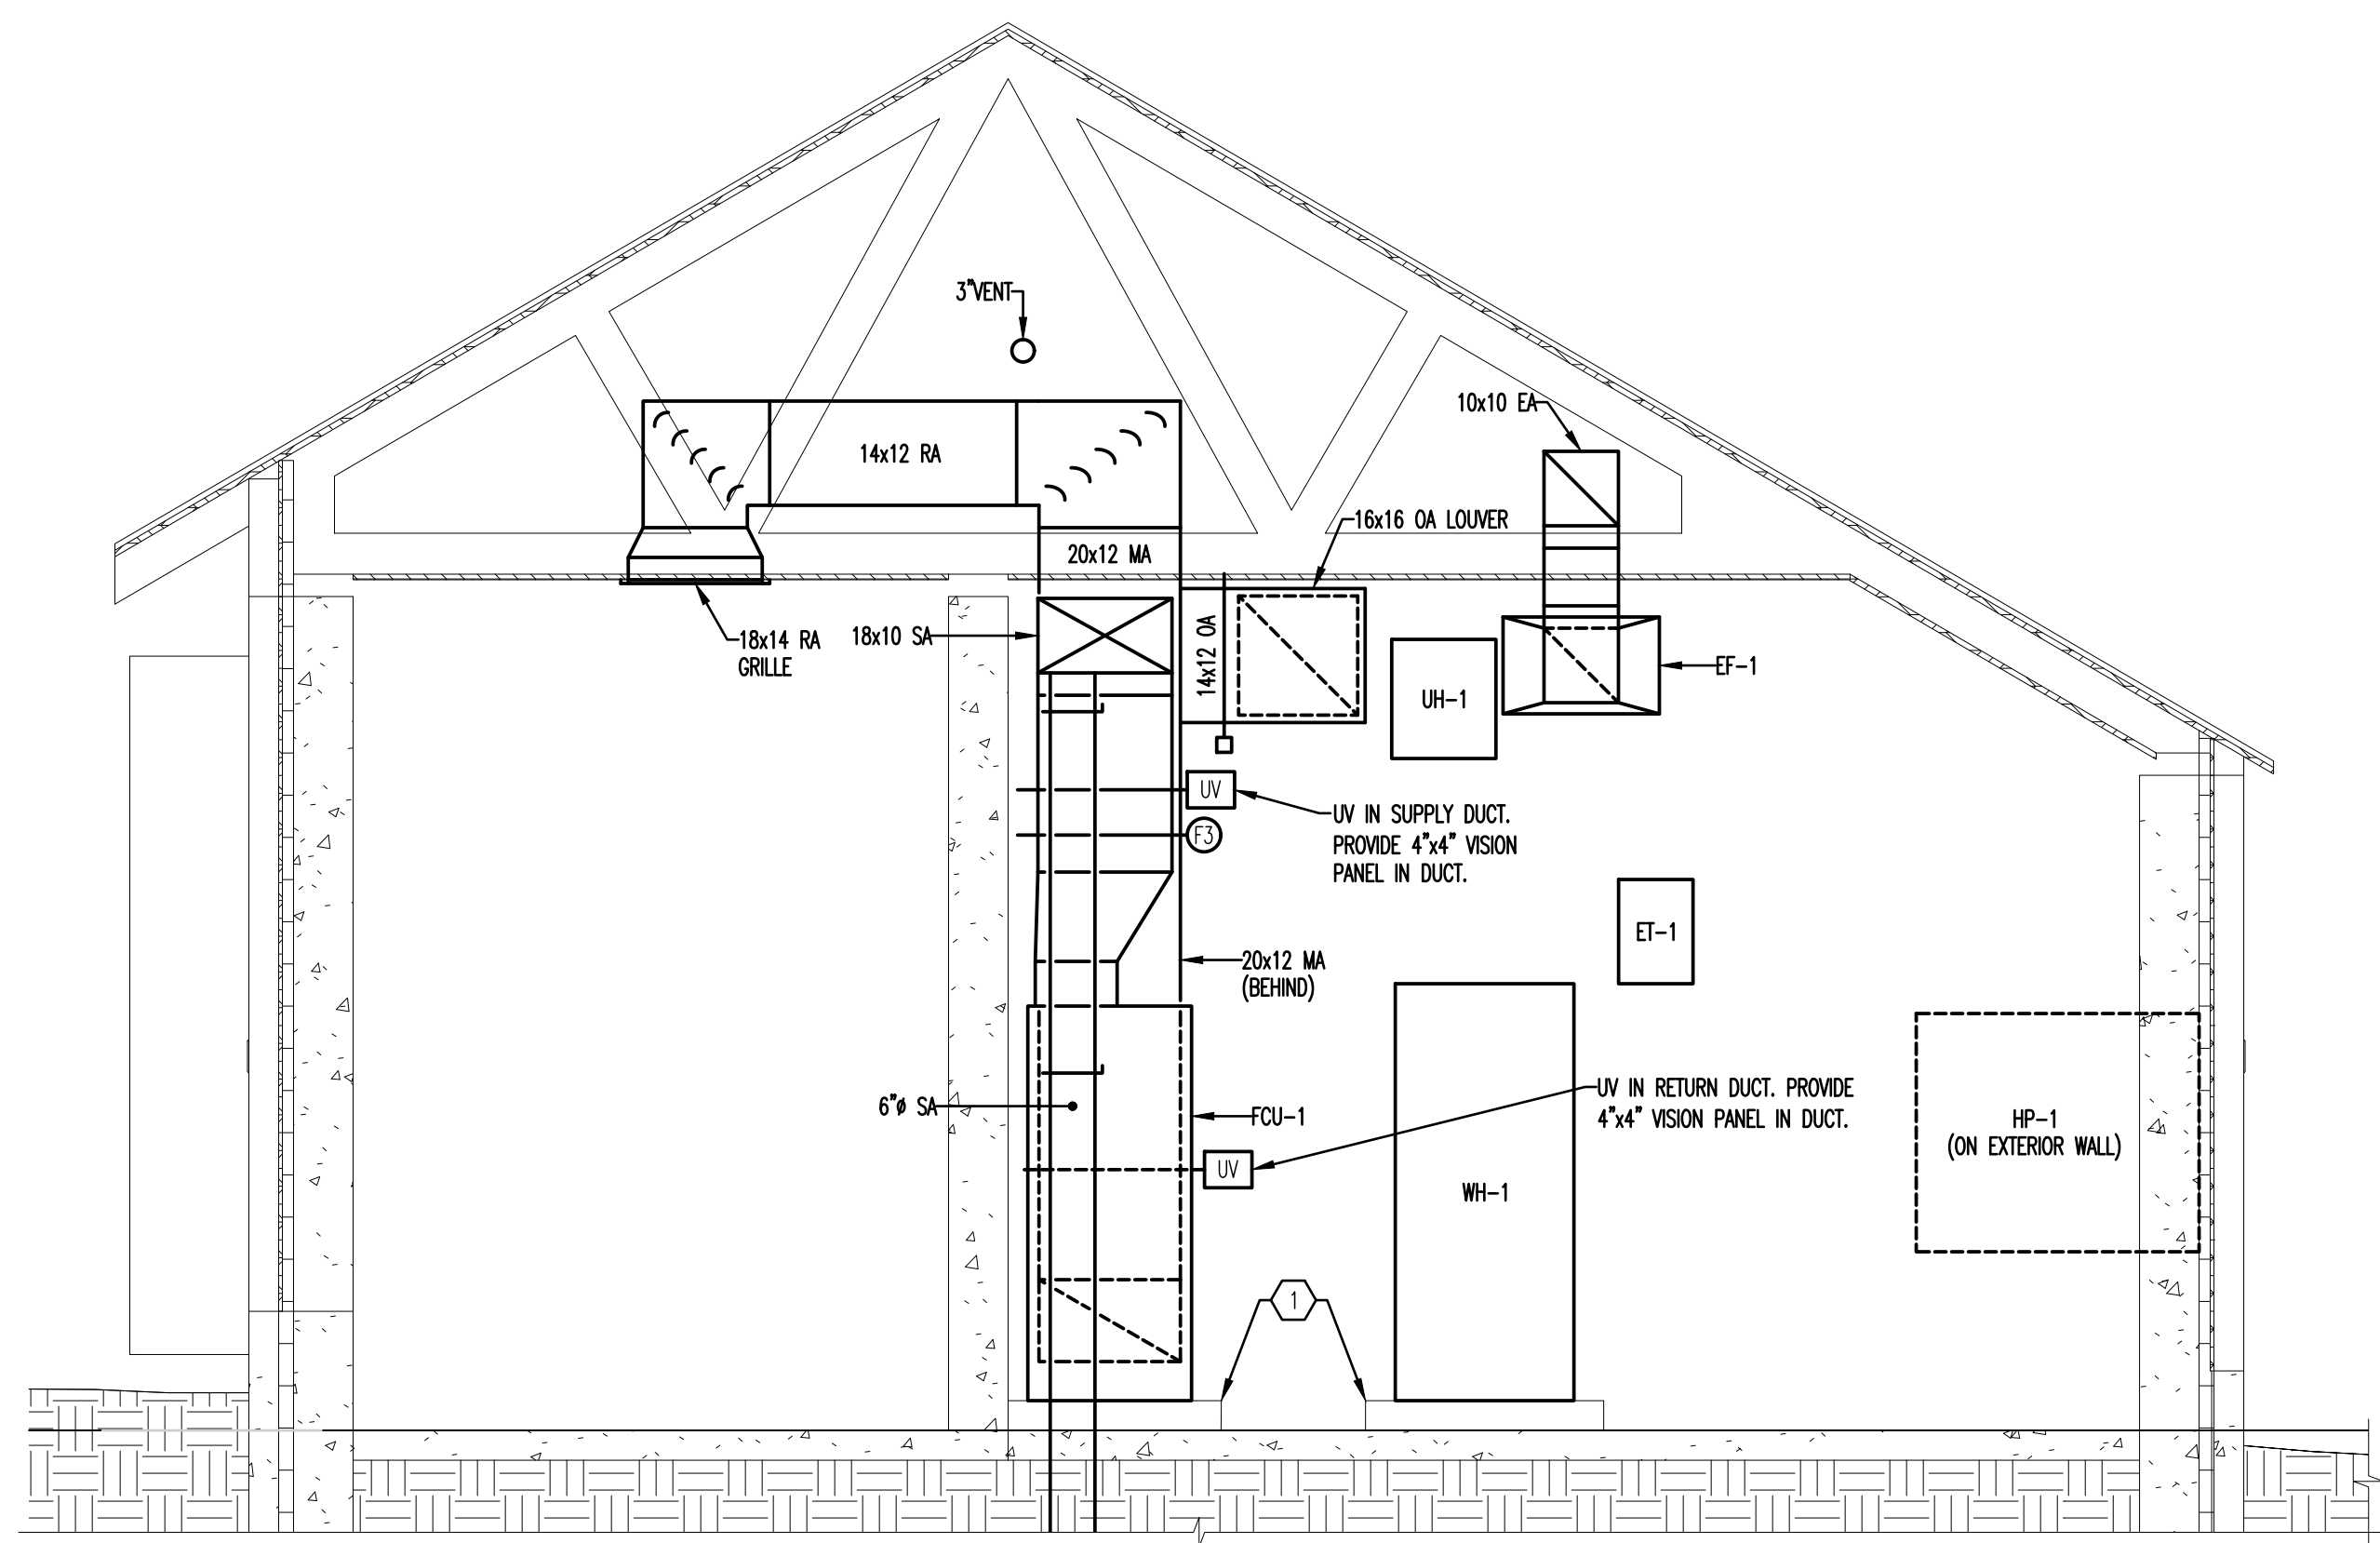 3"VENT
10x10 EA
14x12 RA
16x16 OA LOUVER
20x12 MA
18x14 RA
GRILLE
18x10 SA
14x12 OA
UH-1
EF-1
UV
UV IN SUPPLY DUCT.
PROVIDE 4"x4" VISION
PANEL IN DUCT.
F3
ET-1
20x12 MA
(BEHIND)
6"ø SA
FCU-1
UV IN RETURN DUCT. PROVIDE
4"x4" VISION PANEL IN DUCT.
HP-1
(ON EXTERIOR WALL)
UV
WH-1
1